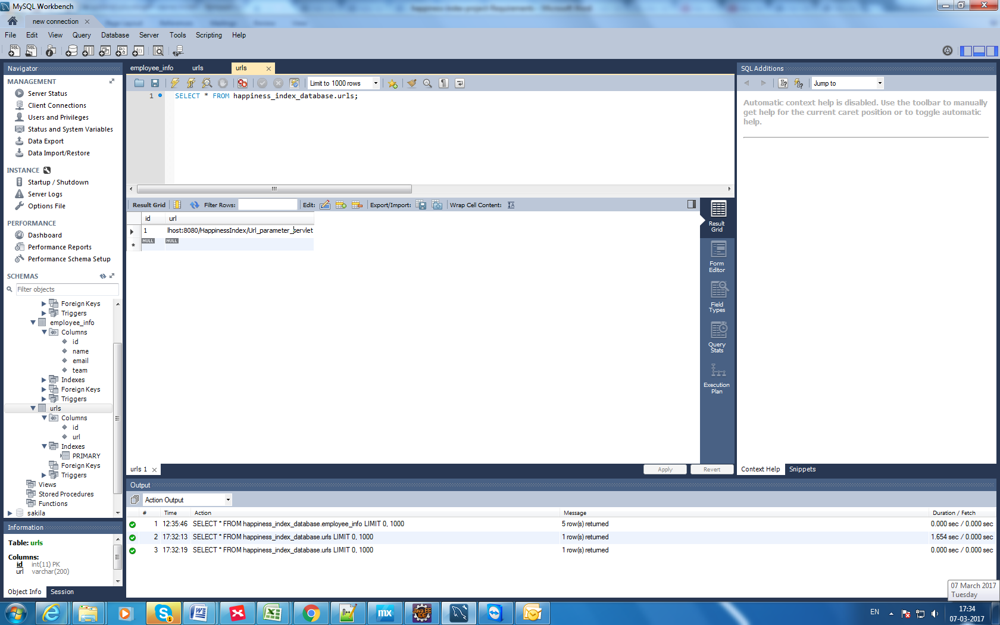 MySQL Workbench
new connection
File Edit View Query Database Server Tools Scripting Help
Navigator
MANAGEMENT
Server Status
Client Connections
Users and Privileges
Status and System Variables
Data Export
Data Import/Restore
INSTANCE
Startup / Shutdown
Server Logs
Options File
PERFORMANCE
Dashboard
Performance Reports
Performance Schema Setup
SCHEMAS
Filter objects
Foreign Keys
Triggers
employee_info
Columns
id
name
email
team
Indexes
Foreign Keys
Triggers
urls
Columns
id
url
Indexes
PRIMARY
Foreign Keys
Triggers
Views
Stored Procedures
Functions
sakila
Information
Table: urls
Columns:
id int(11) PK
url varchar(200)
Object Info Session
employee_info urls urls
Limit to 1000 rows
1 SELECT * FROM happiness_index_database.urls;
Result Grid Filter Rows: Edit: Export/Import: Wrap Cell Content:
id url
1 lhost:8080/HappinessIndex/Url_parameter_servlet
NULL NULL
Result Grid
Form Editor
Field Types
Query Stats
Execution Plan
urls 1
Apply Revert
SQL Additions
Jump to
Automatic context help is disabled. Use the toolbar to manually
get help for the current caret position or to toggle automatic
help.
Context Help Snippets
Output
Action Output
# Time Action Message Duration / Fetch
1 12:35:46 SELECT * FROM happiness_index_database.employee_info LIMIT 0, 1000 5 row(s) returned 0.000 sec / 0.000 sec
2 17:32:13 SELECT * FROM happiness_index_database.urls LIMIT 0, 1000 1 row(s) returned 1.654 sec / 0.000 sec
3 17:32:19 SELECT * FROM happiness_index_database.urls LIMIT 0, 1000 1 row(s) returned 0.000 sec / 0.000 sec
07 March 2017
Tuesday
EN
17:34
07-03-2017